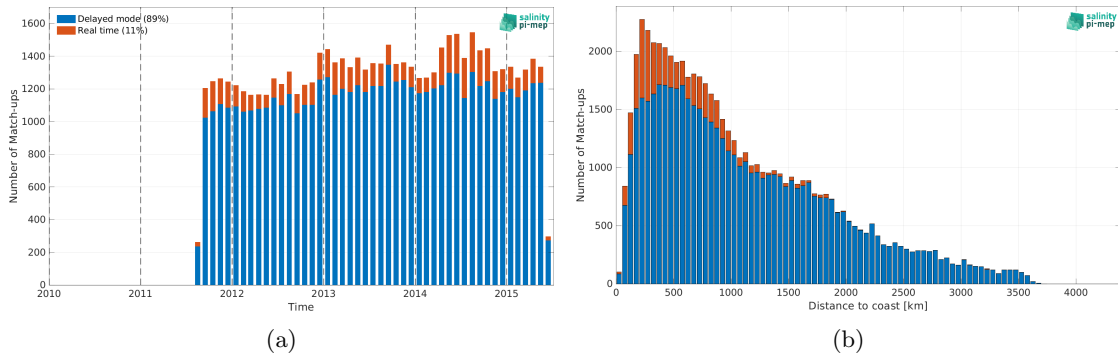 Delayed mode (89%)
Real time (11%)
salinity
pi-mep
1600
1400
1200
1000
800
600
400
200
0
Number of Match-ups
2010
2011
2012
2013
2014
2015
Time
(a)
salinity
pi-mep
2000
1500
1000
500
0
Number of Match-ups
0
500
1000
1500
2000
2500
3000
3500
4000
Distance to coast [km]
(b)